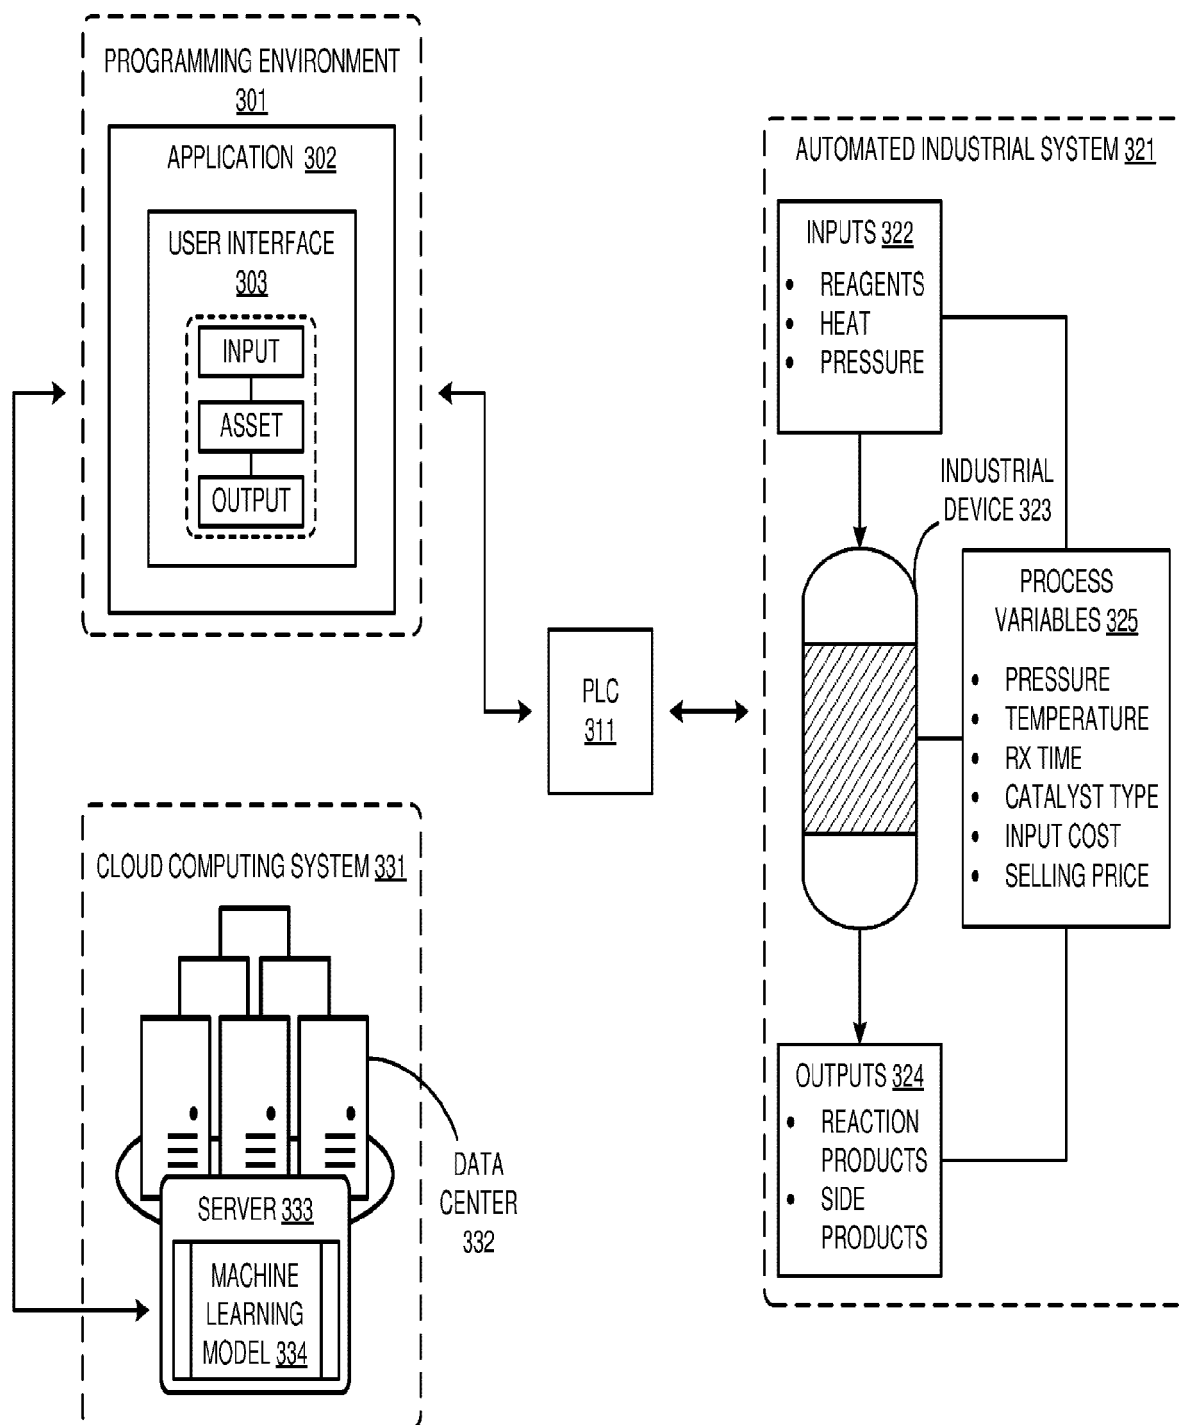 PROGRAMMING ENVIRONMENT
301
APPLICATION 302
USER INTERFACE
303
INPUT
ASSET
OUTPUT
PLC
311
AUTOMATED INDUSTRIAL SYSTEM 321
INPUTS 322
• REAGENTS
• HEAT
• PRESSURE
INDUSTRIAL
DEVICE 323
PROCESS
VARIABLES 325
• PRESSURE
• TEMPERATURE
• RX TIME
• CATALYST TYPE
• INPUT COST
• SELLING PRICE
OUTPUTS 324
• REACTION
PRODUCTS
• SIDE
PRODUCTS
CLOUD COMPUTING SYSTEM 331
DATA
CENTER
332
SERVER 333
MACHINE
LEARNING
MODEL 334